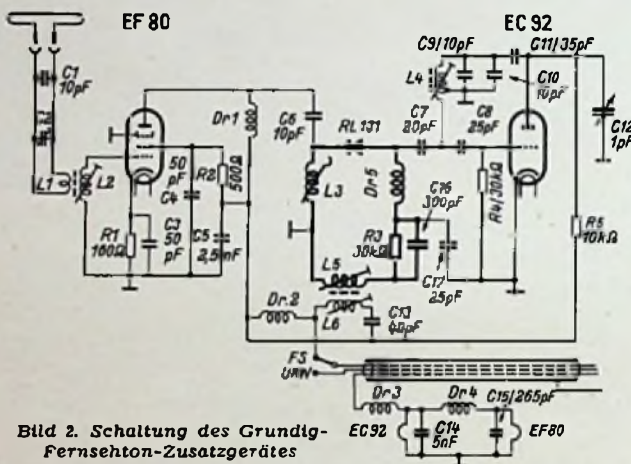 EF 80
EC 92
C1
10pF
L1
L2
R1
160Ω
C3
50
pF
50
pF
C4
R2
500Ω
C5
2,5nF
Dr1
C6
10pF
RL 131
L3
Dr5
C7
20pF
C8
25pF
C9/10pF
L4
C10
10pF
C11/35pF
C12
1pF
R3
30kΩ
C16
300pF
C17
25pF
R4/30kΩ
R5
10kΩ
L5
L6
Dr.2
C13
40pF
FS
UKW
Dr3
Dr4
C15/265pF
EC92
C14
5nF
EF80
Bild 2. Schaltung des Grundig-
Fernsehton-Zusatzgerätes